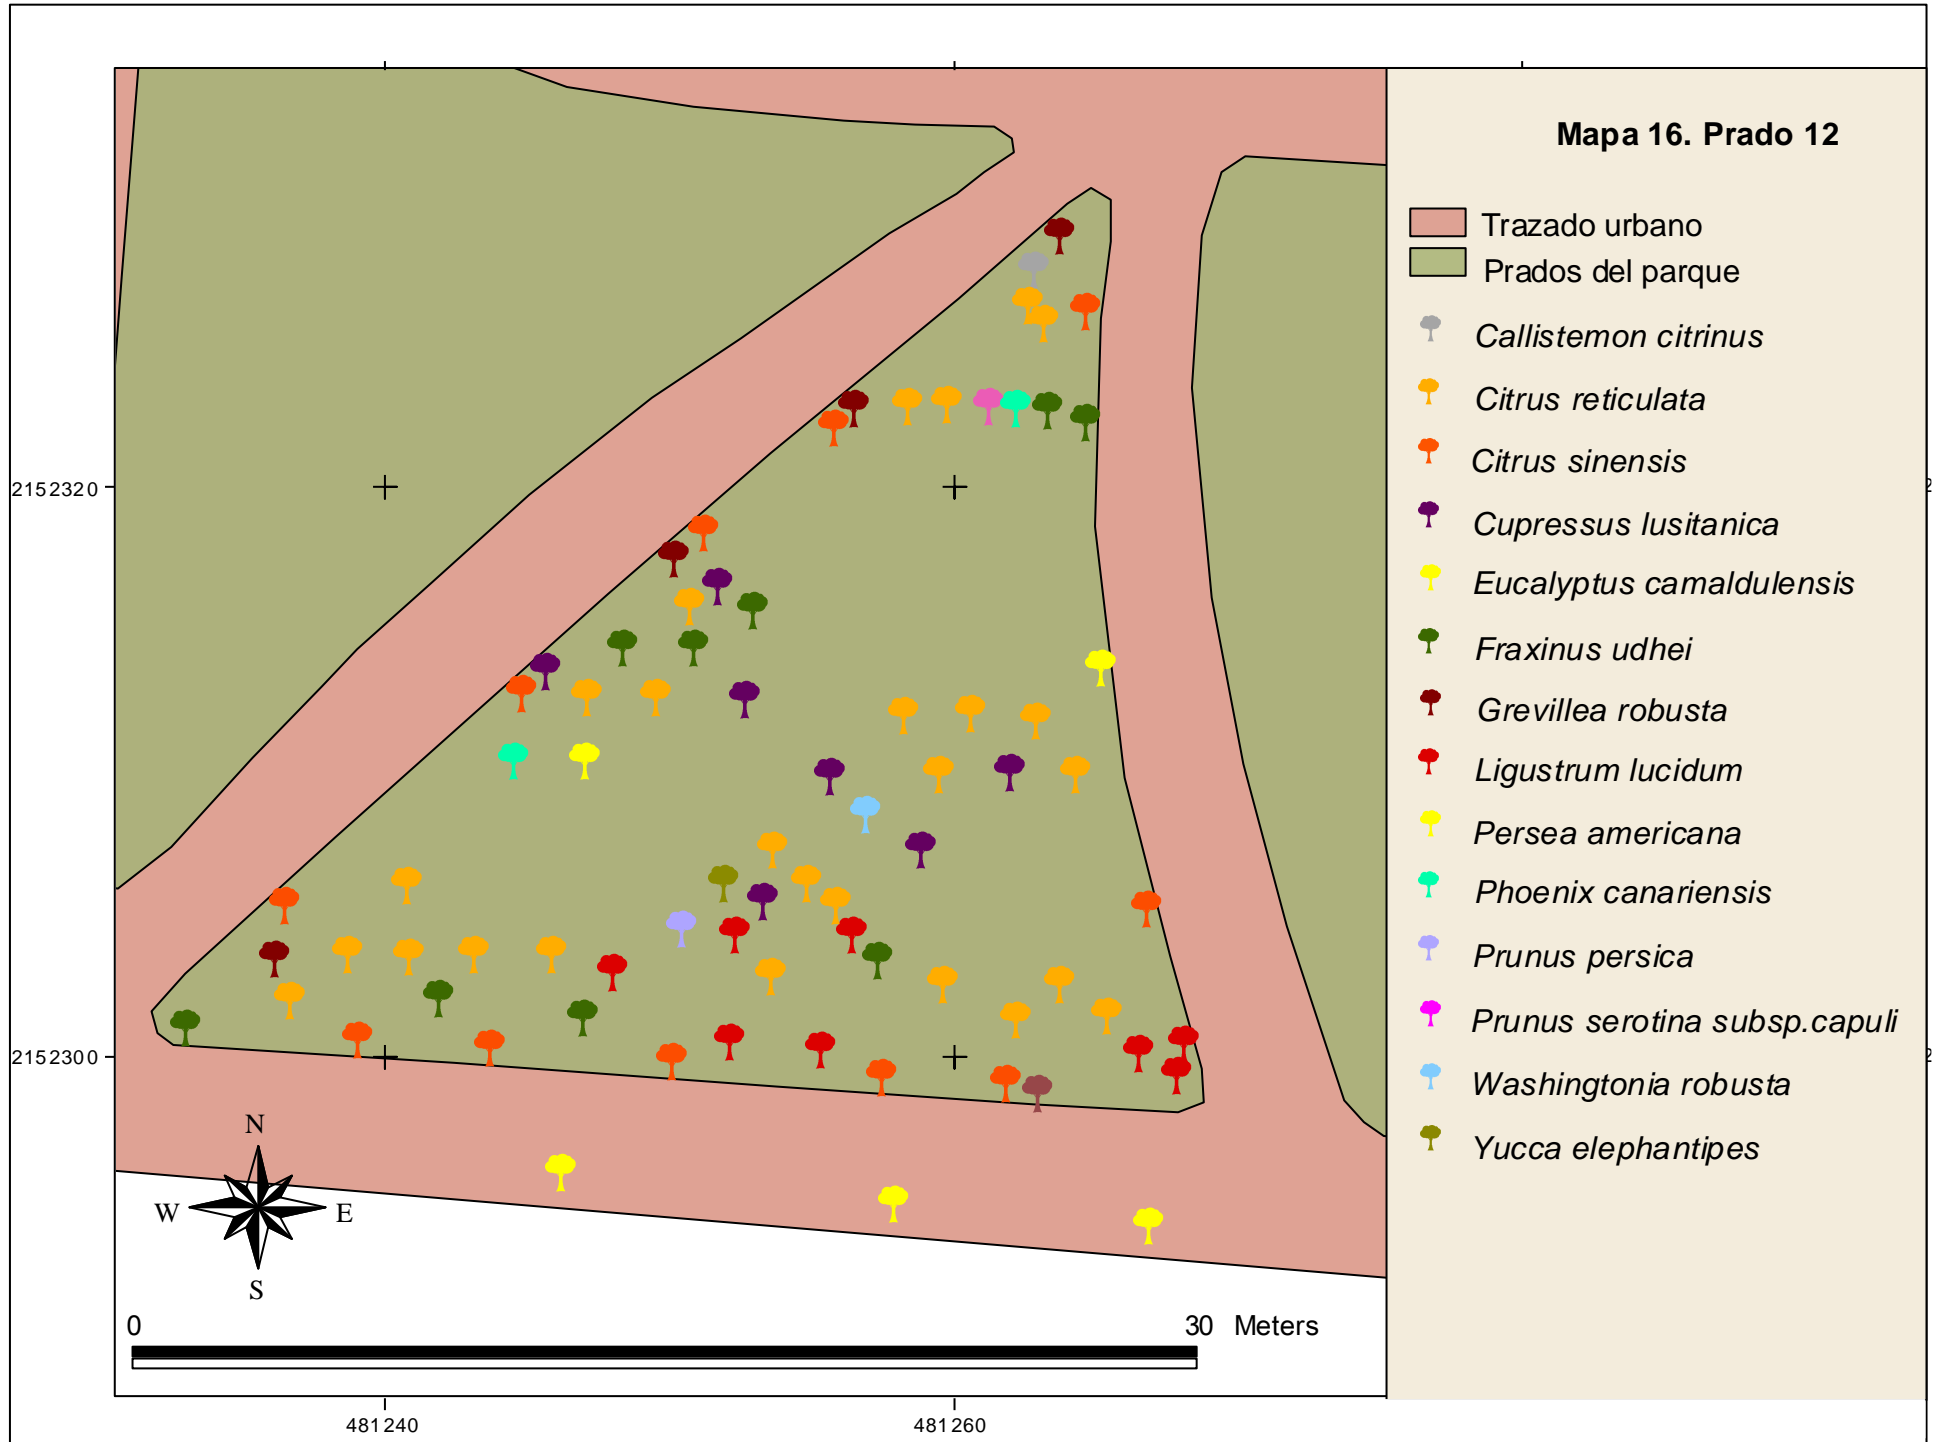 Mapa 16. Prado 12
Trazado urbano
Prados del parque
Callistemon citrinus
Citrus reticulata
Citrus sinensis
Cupressus lusitanica
Eucalyptus camaldulensis
Fraxinus udhei
Grevillea robusta
Ligustrum lucidum
Persea americana
Phoenix canariensis
Prunus persica
Prunus serotina subsp.capuli
Washingtonia robusta
Yucca elephantipes
2152320
2152300
N
W E
S
0 30 Meters
481240 481260